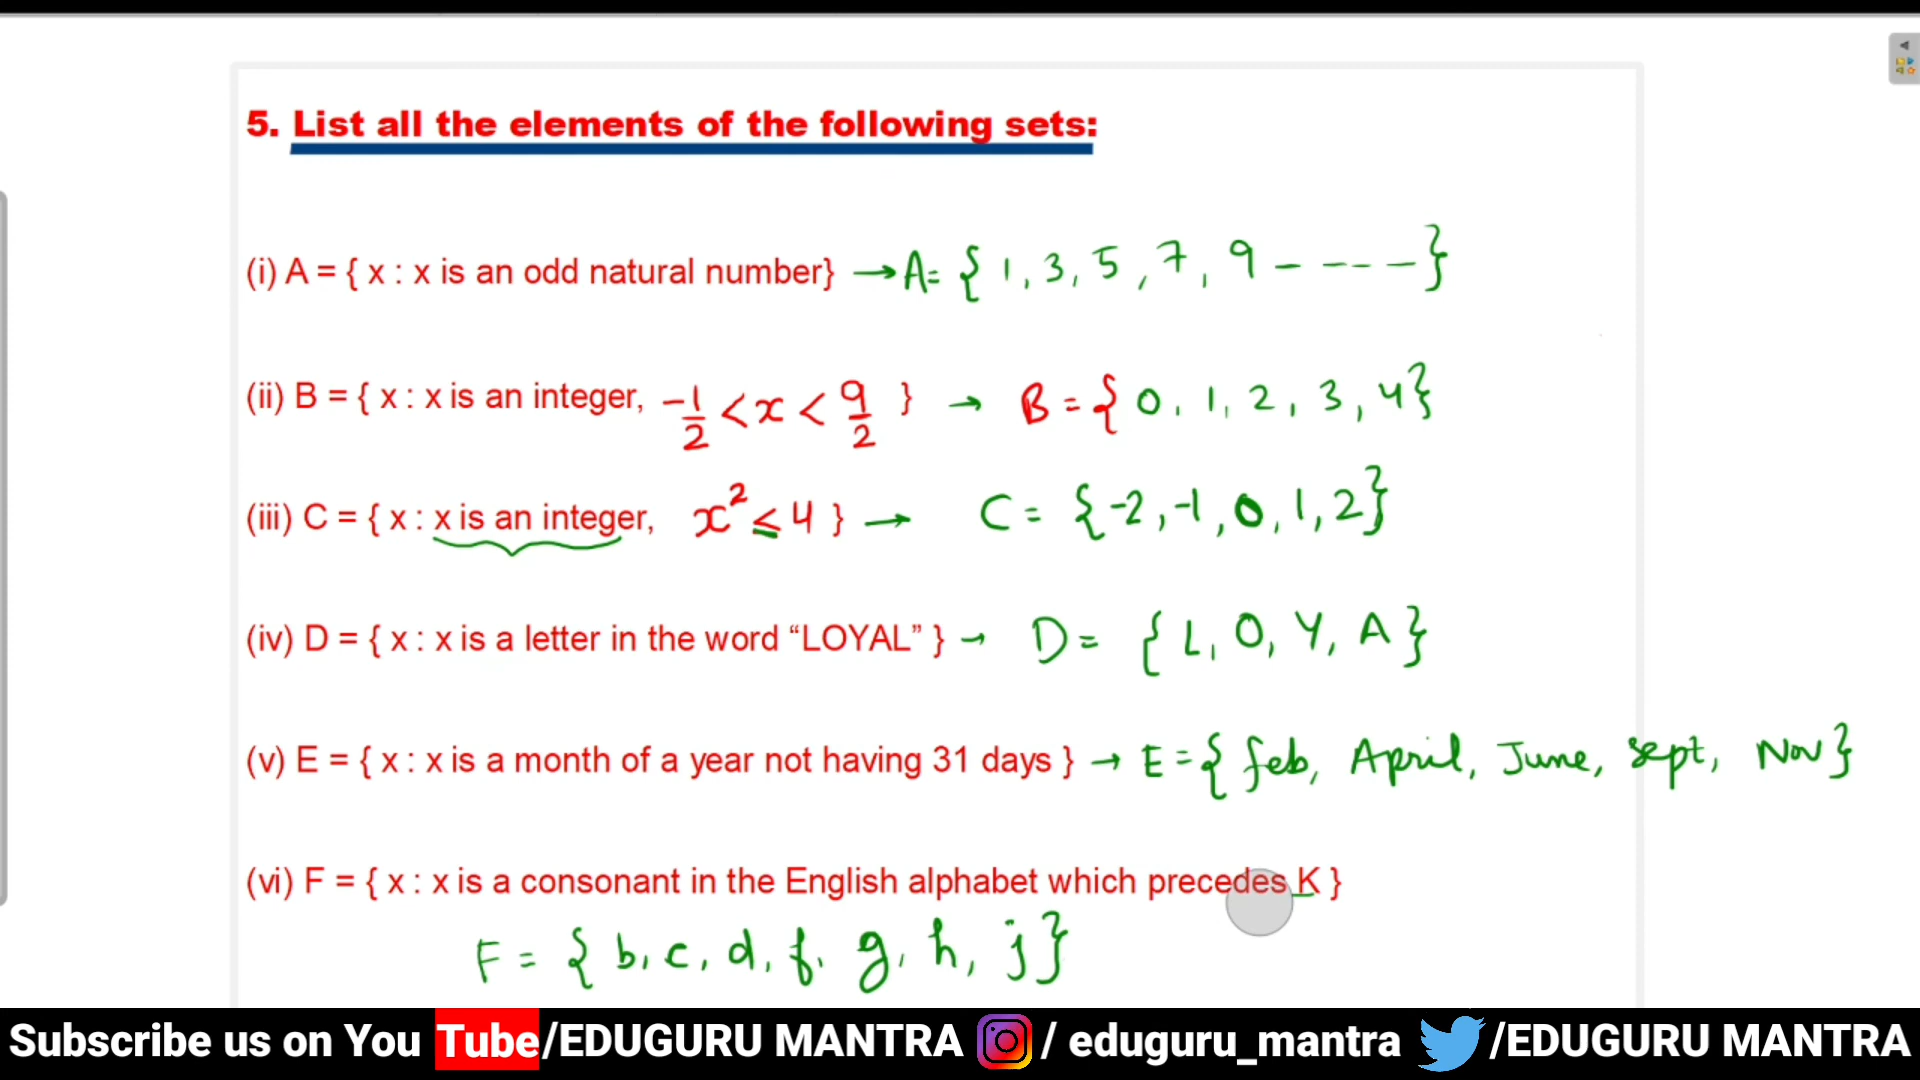 5. List all the elements of the following sets:
(i) A = { x : x is an odd natural number} → A= { 1, 3, 5, 7, 9 - - - - - }
(ii) B = { x : x is an integer, -1/2 < x < 9/2 } → B = { 0, 1, 2, 3, 4 }
(iii) C = { x : x is an integer, x² ≤ 4 } → C = { -2, -1, 0, 1, 2 }
(iv) D = { x : x is a letter in the word “LOYAL” } → D = { L, O, Y, A }
(v) E = { x : x is a month of a year not having 31 days } → E = { feb, April, June, Sept, Nov }
(vi) F = { x : x is a consonant in the English alphabet which precedes K }
F = { b, c, d, f, g, h, j }
Subscribe us on You Tube/EDUGURU MANTRA / eduguru_mantra /EDUGURU MANTRA